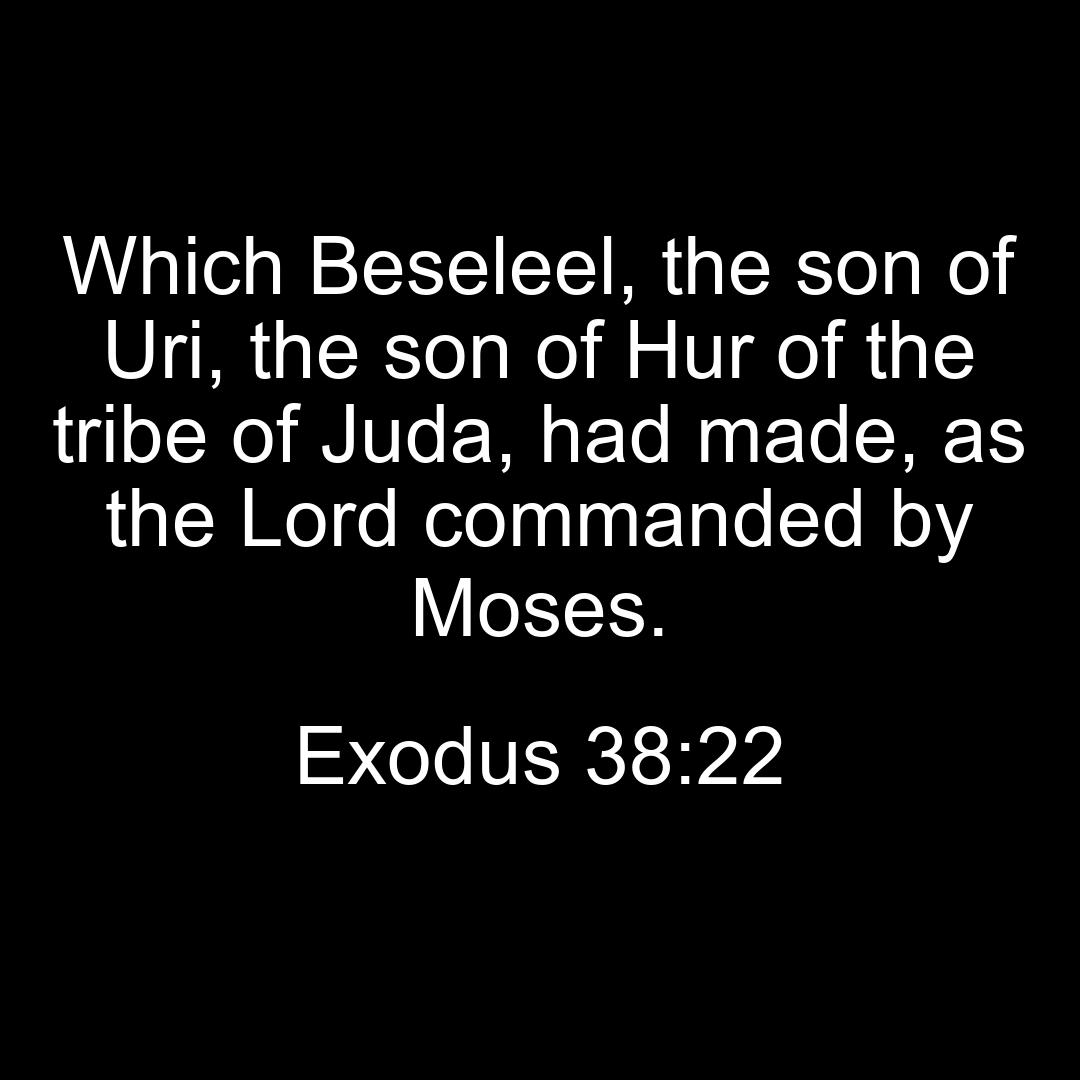 Which Beseleel, the son of
Uri, the son of Hur of the
tribe of Juda, had made, as
the Lord commanded by
Moses.
Exodus 38:22